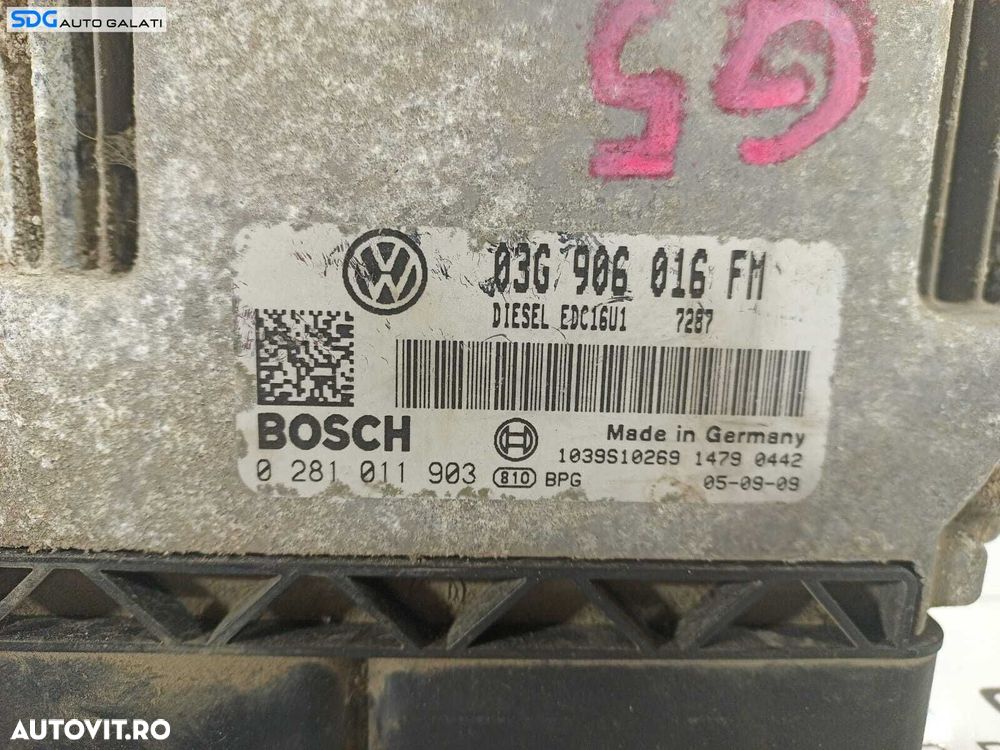 SDG AUTO GALATI
G5
03G 906 016 FM
DIESEL EDC16U1 7287
BOSCH
Made in Germany
1039S10269 1479 0442
0 281 011 903 810 BPG
05-09-09
AUTOVIT.RO